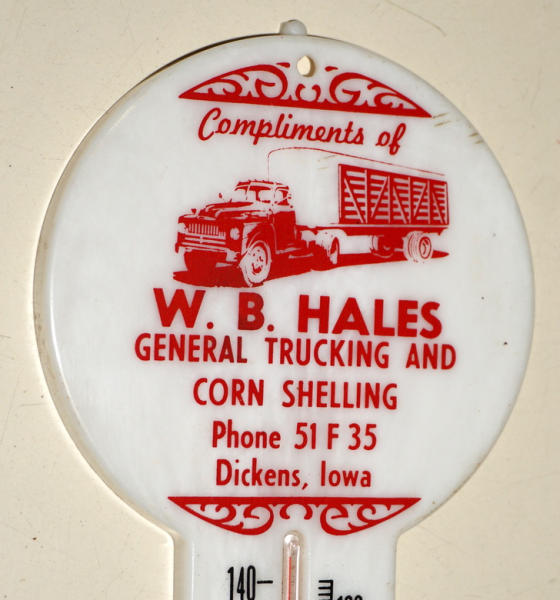 Compliments of
W. B. HALES
GENERAL TRUCKING AND
CORN SHELLING
Phone 51 F 35
Dickens, Iowa
140